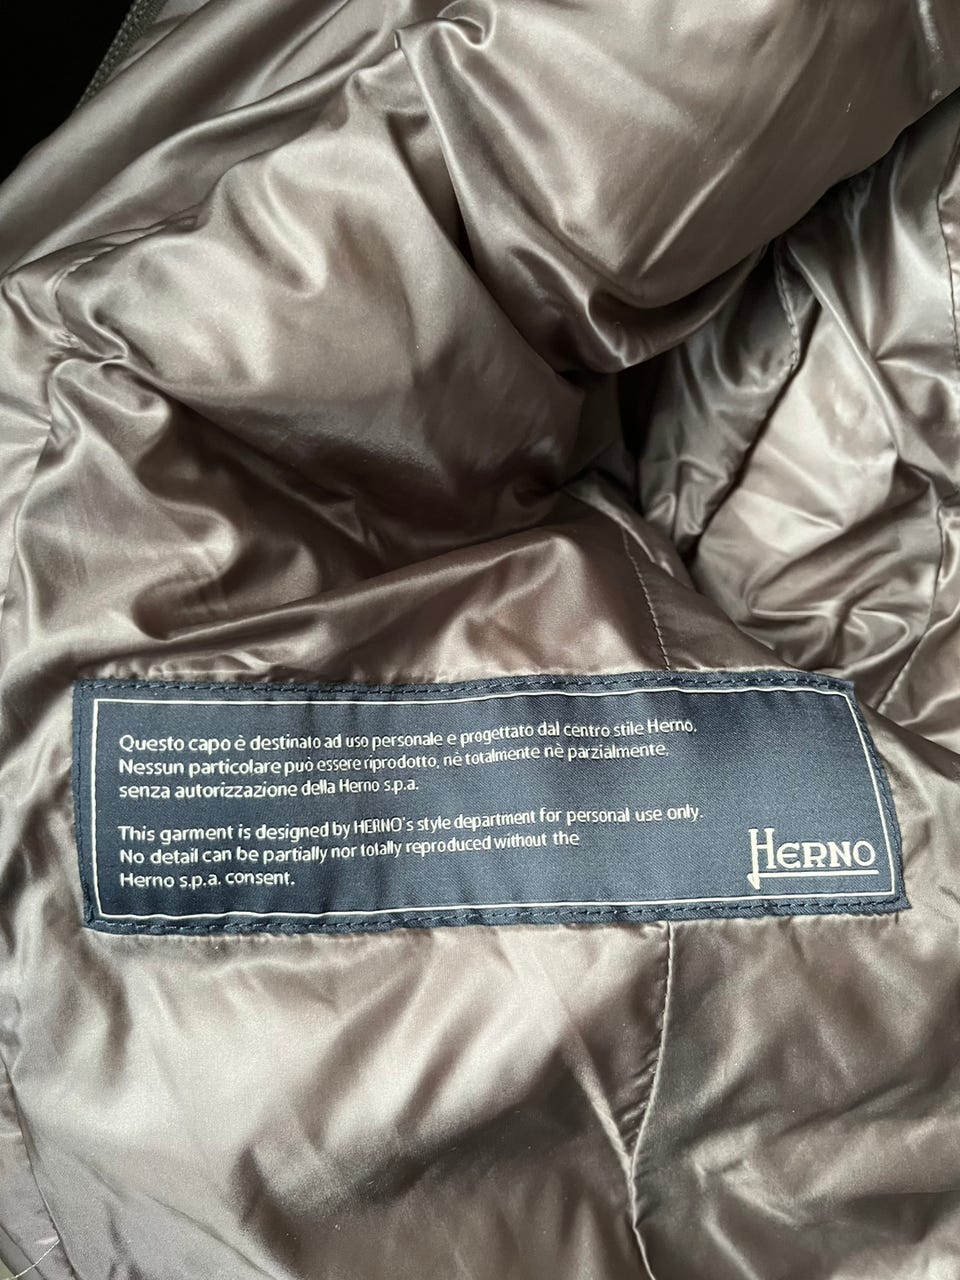 Questo capo è destinato ad uso personale e progettato dal centro stile Herno.
Nessun particolare può essere riprodotto, nè totalmente nè parzialmente,
senza autorizzazione della Herno s.p.a.
This garment is designed by HERNO's style department for personal use only.
No detail can be partially nor totally reproduced without the
Herno s.p.a. consent.
HERNO